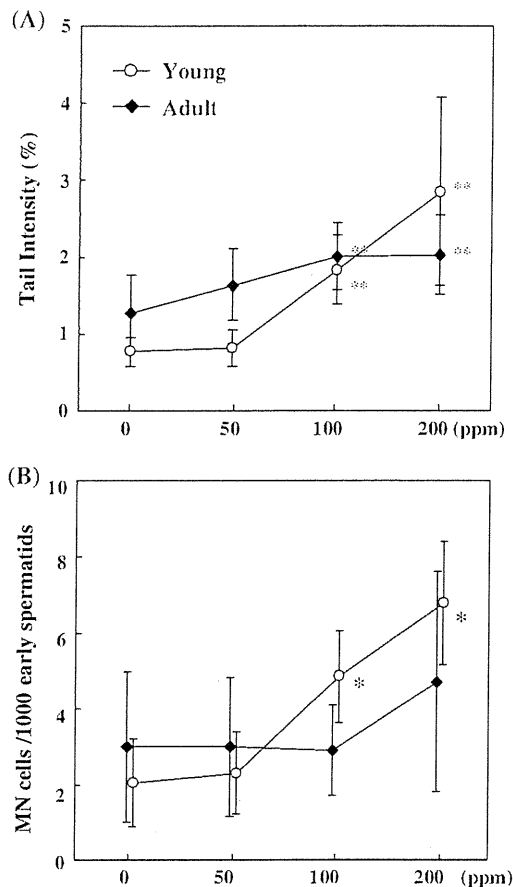 (A)
5
4
3
2
1
0
Tail Intensity (%)
Young
Adult
**
**
**
**
0 50 100 200 (ppm)
(B)
10
8
6
4
2
0
MN cells /1000 early spermatids
*
*
0 50 100 200 (ppm)